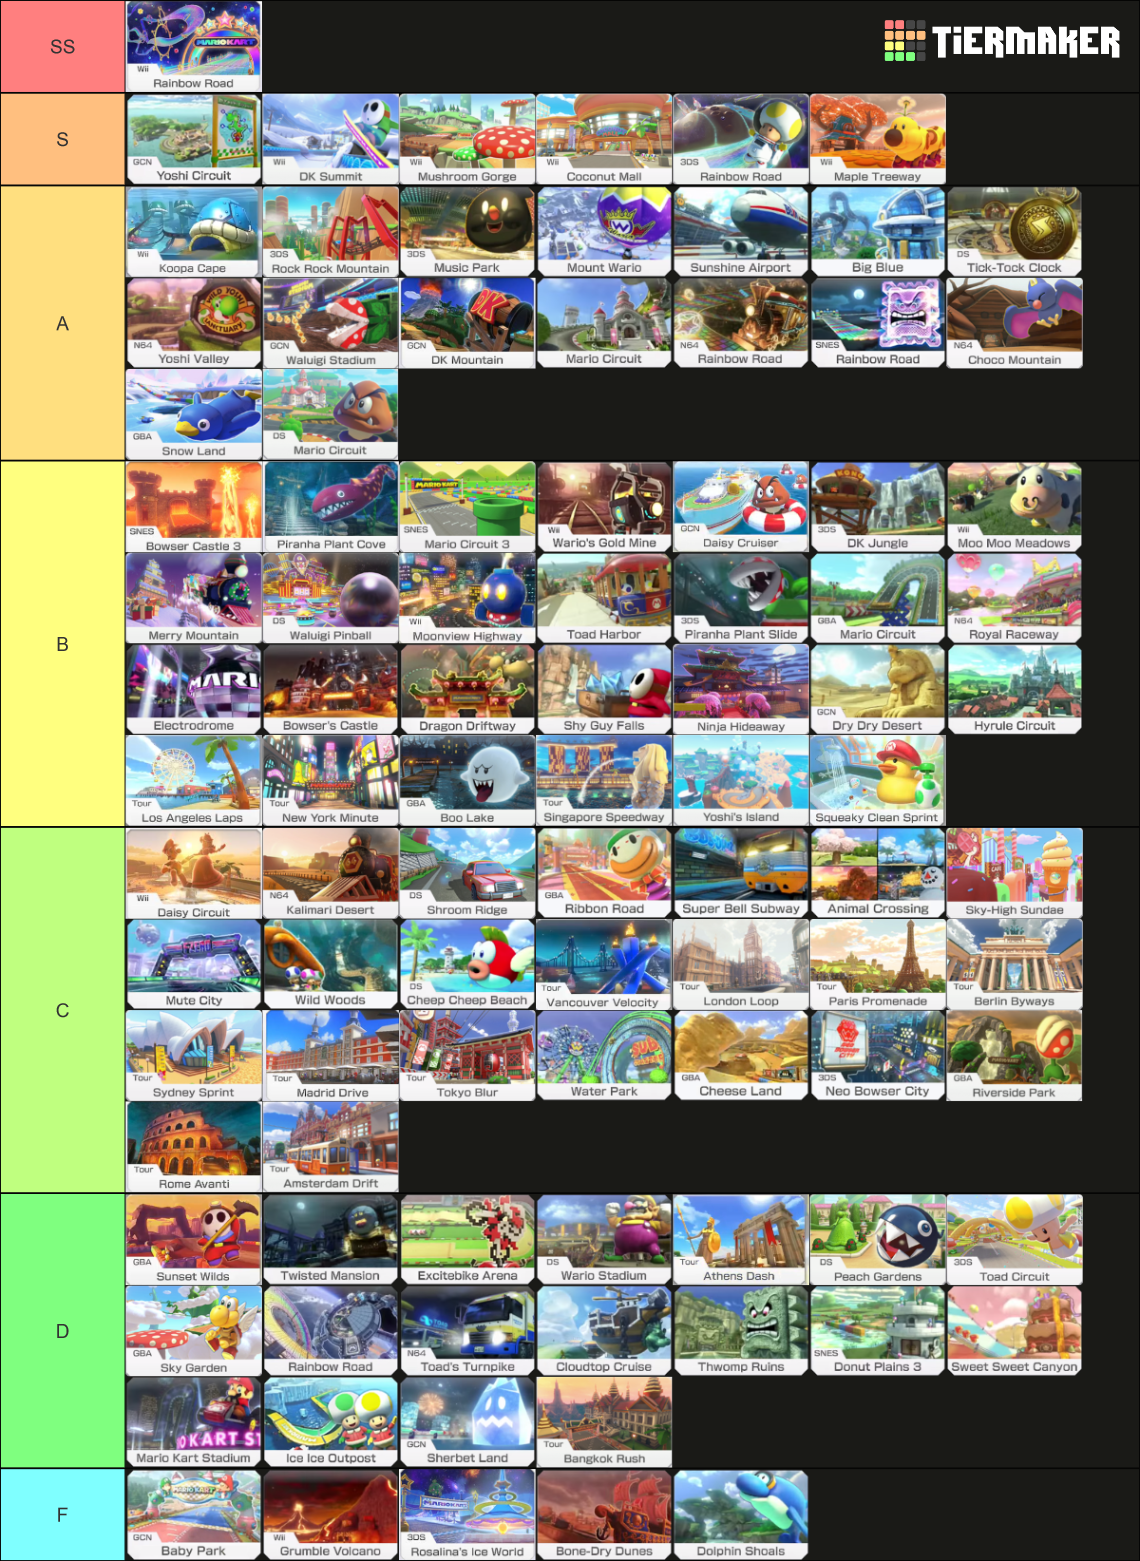 SS
Wii
Rainbow Road
TiERMAKER
S
GCN
Yoshi Circuit
Wii
DK Summit
Wii
Mushroom Gorge
Wii
Coconut Mall
3DS
Rainbow Road
Wii
Maple Treeway
A
Wii
Koopa Cape
3DS
Rock Rock Mountain
3DS
Music Park
Mount Wario
Sunshine Airport
Big Blue
DS
Tick-Tock Clock
N64
Yoshi Valley
GCN
Waluigi Stadium
GCN
DK Mountain
Mario Circuit
N64
Rainbow Road
SNES
Rainbow Road
N64
Choco Mountain
GBA
Snow Land
DS
Mario Circuit
B
SNES
Bowser Castle 3
Piranha Plant Cove
MARIOKART
SNES
Mario Circuit 3
Wii
Wario's Gold Mine
GCN
Daisy Cruiser
3DS
DK Jungle
Wii
Moo Moo Meadows
Merry Mountain
DS
Waluigi Pinball
Wii
Moonview Highway
Toad Harbor
3DS
Piranha Plant Slide
GBA
Mario Circuit
N64
Royal Raceway
MARI
Electrodrome
Bowser's Castle
Dragon Driftway
Shy Guy Falls
Ninja Hideaway
GCN
Dry Dry Desert
Hyrule Circuit
Tour
Los Angeles Laps
Tour
New York Minute
GBA
Boo Lake
Tour
Singapore Speedway
Yoshi's Island
Squeaky Clean Sprint
C
Wii
Daisy Circuit
N64
Kalimari Desert
DS
Shroom Ridge
GBA
Ribbon Road
Super Bell Subway
Animal Crossing
Sky-High Sundae
Mute City
Wild Woods
DS
Cheep Cheep Beach
Tour
Vancouver Velocity
Tour
London Loop
Tour
Paris Promenade
Tour
Berlin Byways
Tour
Sydney Sprint
Tour
Madrid Drive
Tour
Tokyo Blur
Water Park
GBA
Cheese Land
3DS
Neo Bowser City
GBA
Riverside Park
Tour
Rome Avanti
Tour
Amsterdam Drift
D
GBA
Sunset Wilds
Twisted Mansion
Excitebike Arena
DS
Wario Stadium
Tour
Athens Dash
DS
Peach Gardens
3DS
Toad Circuit
GBA
Sky Garden
Rainbow Road
N64
Toad's Turnpike
Cloudtop Cruise
Thwomp Ruins
SNES
Donut Plains 3
Sweet Sweet Canyon
KART ST
Mario Kart Stadium
Ice Ice Outpost
GCN
Sherbet Land
Tour
Bangkok Rush
F
GCN
Baby Park
Wii
Grumble Volcano
3DS
Rosalina's Ice World
Bone-Dry Dunes
Dolphin Shoals